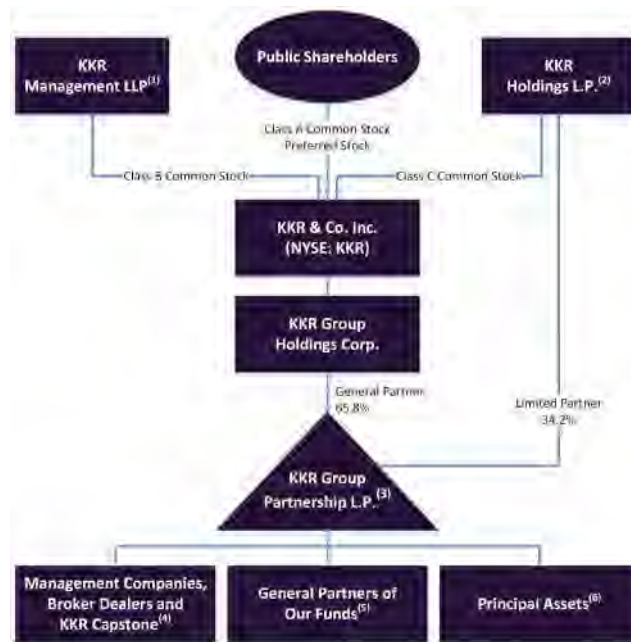 KKR
Management LLP(1)
Public Shareholders
KKR
Holdings L.P.(2)
Class A Common Stock
Preferred Stock
Class B Common Stock
Class C Common Stock
KKR & Co. Inc.
(NYSE: KKR)
KKR Group
Holdings Corp.
General Partner
65.8%
Limited Partner
34.2%
KKR Group
Partnership L.P.(3)
Management Companies,
Broker Dealers and
KKR Capstone(4)
General Partners of
Our Funds(5)
Principal Assets(6)